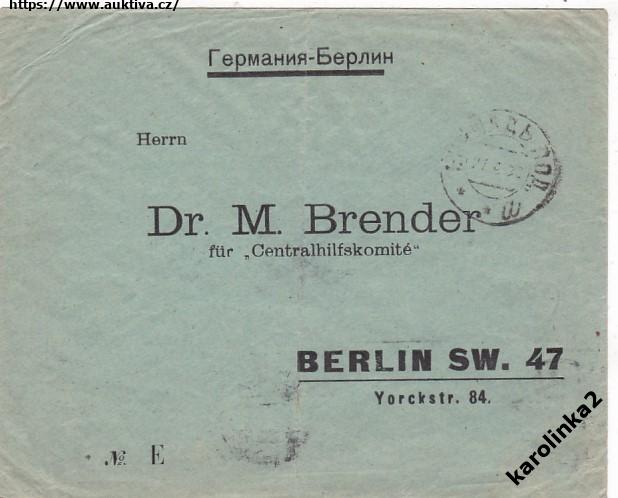 https://www.auktiva.cz/
Германия-Берлин
Herrn
Dr. M. Brender
für „Centralhilfskomité“
BERLIN SW. 47
Yorckstr. 84.
№ E
karolinka2